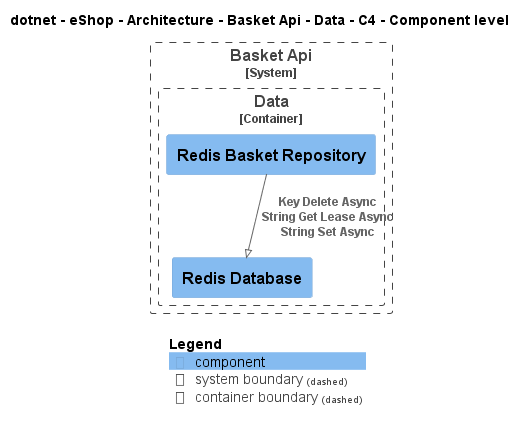 dotnet - eShop - Architecture - Basket Api - Data - C4 - Component level
Basket Api
[System]
Data
[Container]
Redis Basket Repository
Key Delete Async
String Get Lease Async
String Set Async
Redis Database
Legend
component
system boundary (dashed)
container boundary (dashed)